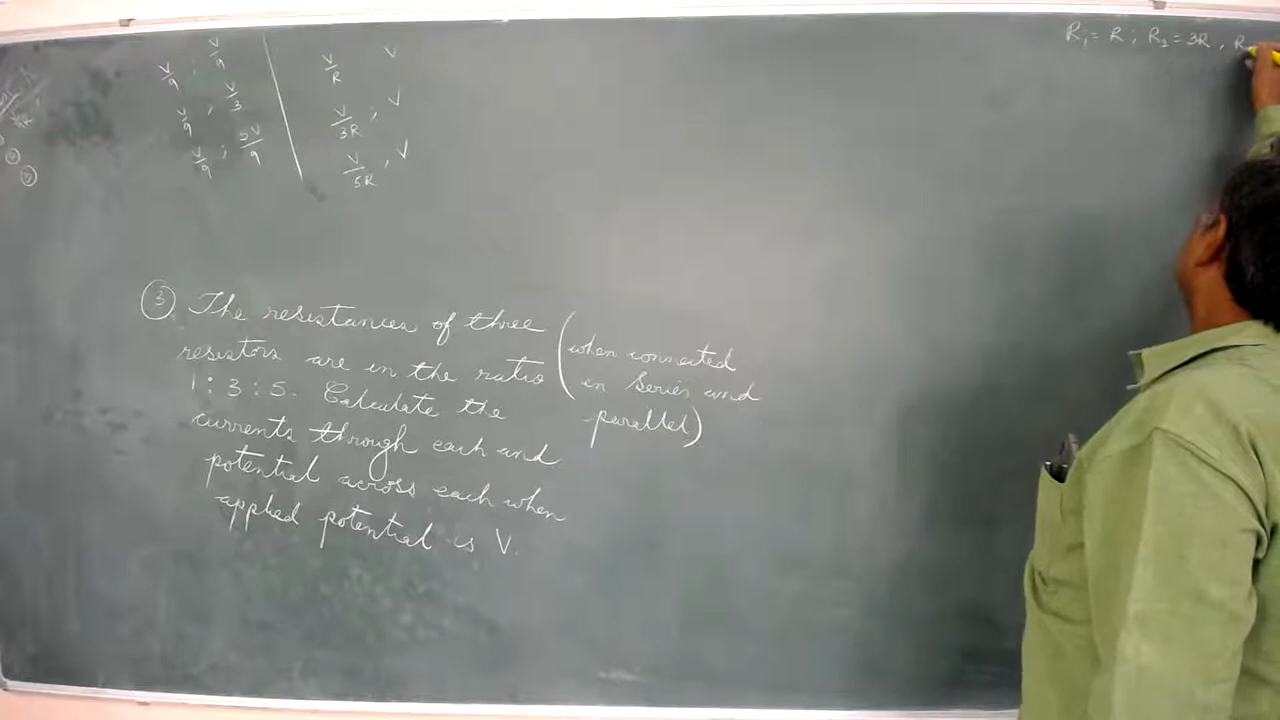 V/9 ; V/9
V/9 , V/3
V/9 ; 5V/9
V/R V
V/3R ; V
V/5R , V
R₁ = R ; R₂ = 3R , R
③ The resistances of three
resistors are in the ratio
1 : 3 : 5. Calculate the
currents through each and
potential across each when
applied potential is V.
(when connected
in Series and
parallel)